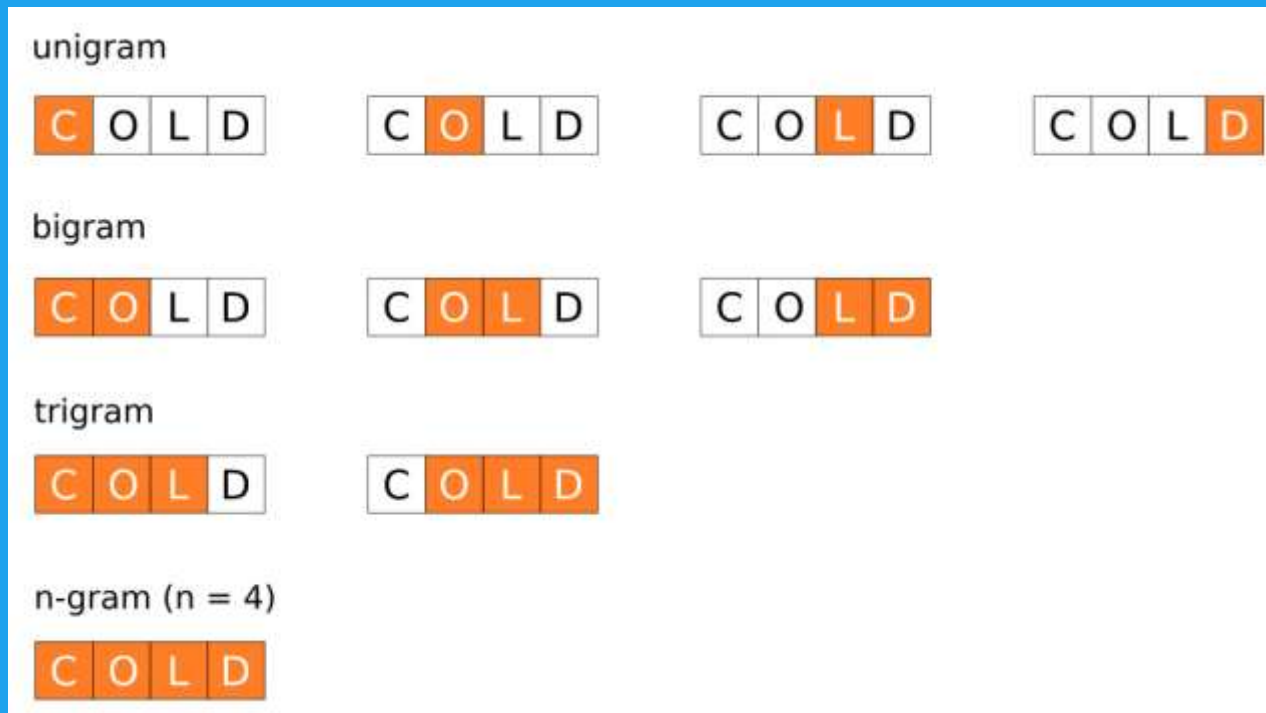 unigram
C O L D C O L D C O L D C O L D
bigram
C O L D C O L D C O L D
trigram
C O L D C O L D
n-gram (n = 4)
C O L D